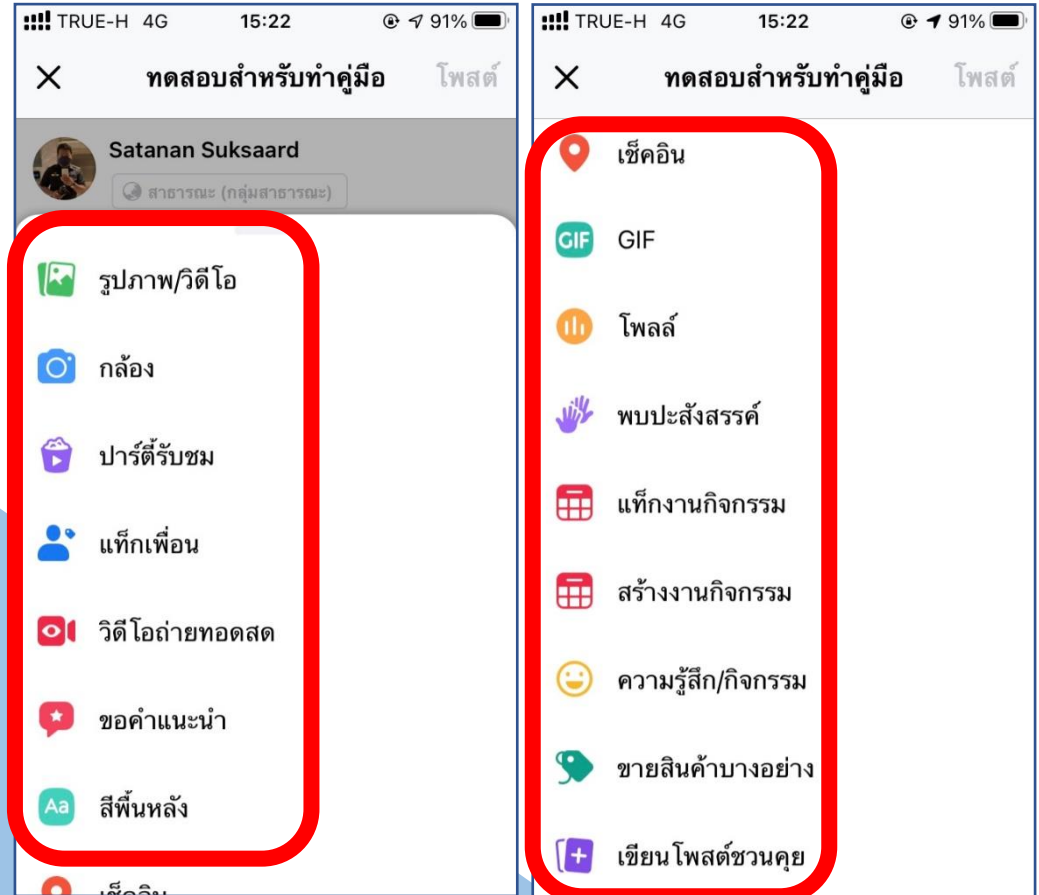 TRUE-H 4G 15:22 91%
ทดสอบสำหรับทำคู่มือ โพสต์
Satanan Suksaard
สาธารณะ (กลุ่มสาธารณะ)
รูปภาพ/วิดีโอ
กล้อง
ปาร์ตี้รับชม
แท็กเพื่อน
วิดีโอถ่ายทอดสด
ขอคำแนะนำ
Aa สีพื้นหลัง
เช็คอิน
TRUE-H 4G 15:22 91%
ทดสอบสำหรับทำคู่มือ โพสต์
เช็คอิน
GIF GIF
โพลล์
พบปะสังสรรค์
แท็กงานกิจกรรม
สร้างงานกิจกรรม
ความรู้สึก/กิจกรรม
ขายสินค้าบางอย่าง
เขียนโพสต์ชวนคุย